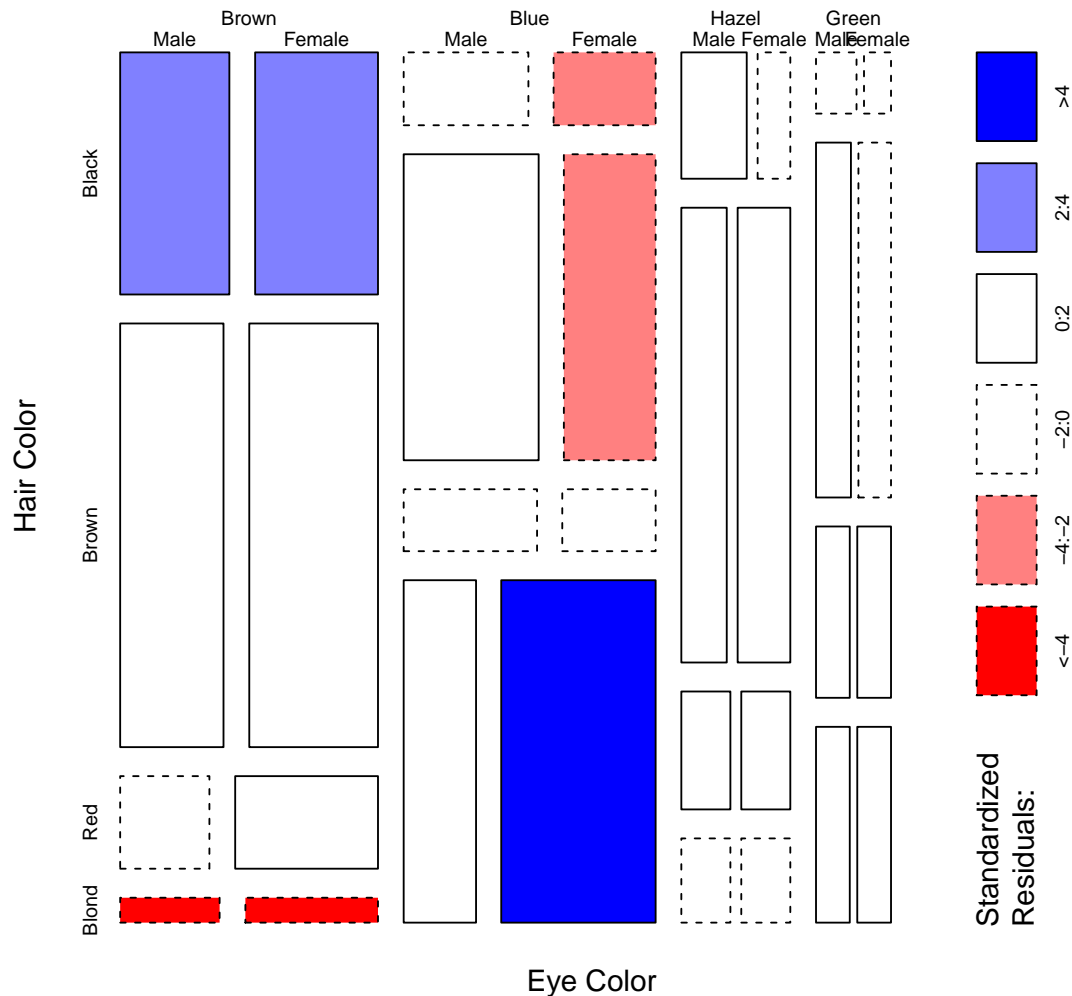 Brown Blue Hazel Green
Male Female Male Female Male Female Male Female
Black
Brown
Red
Blond
Hair Color
Eye Color
>4
2:4
0:2
−2:0
−4:−2
<−4
Standardized
Residuals: